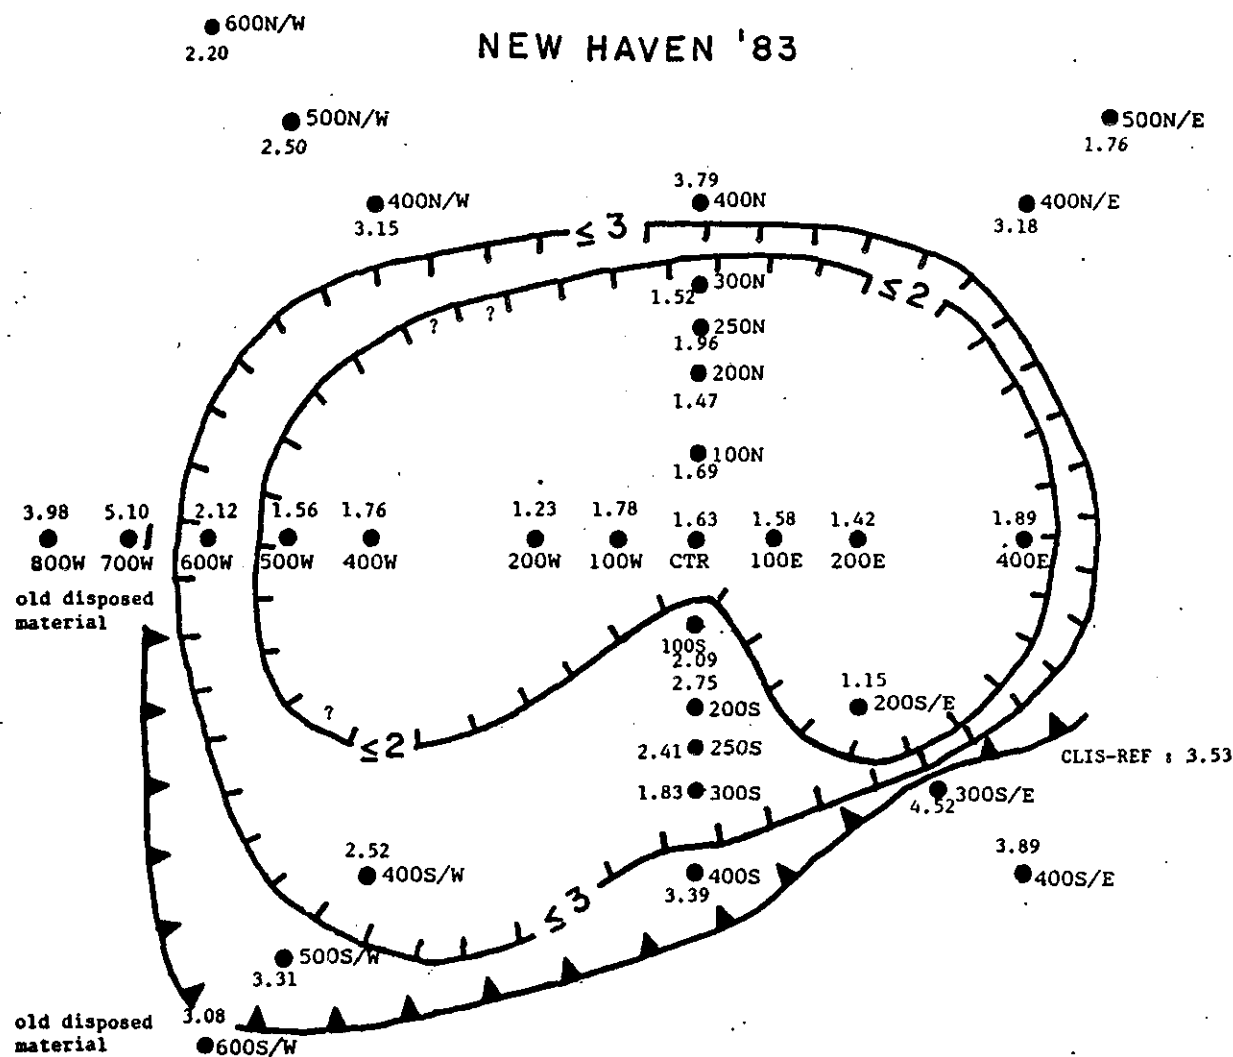 600N/W
2.20
NEW HAVEN '83
500N/W
2.50
500N/E
1.76
3.79
400N/W
3.15
400N
400N/E
3.18
≤ 3
300N
1.52
≤2
? ?
250N
1.96
200N
1.47
100N
1.69
3.98 5.10 2.12 1.56 1.76 1.23 1.78 1.63 1.58 1.42 1.89
800W 700W 600W 500W 400W 200W 100W CTR 100E 200E 400E
old disposed
material
100S
2.09
2.75
1.15
200S
200S/E
?
≤2
2.41 250S
CLIS-REF : 3.53
1.83 300S
300S/E
4.52
2.52
400S/W
400S
3.39
3.89
400S/E
≤ 3
500S/W
3.31
3.08
old disposed
material
600S/W